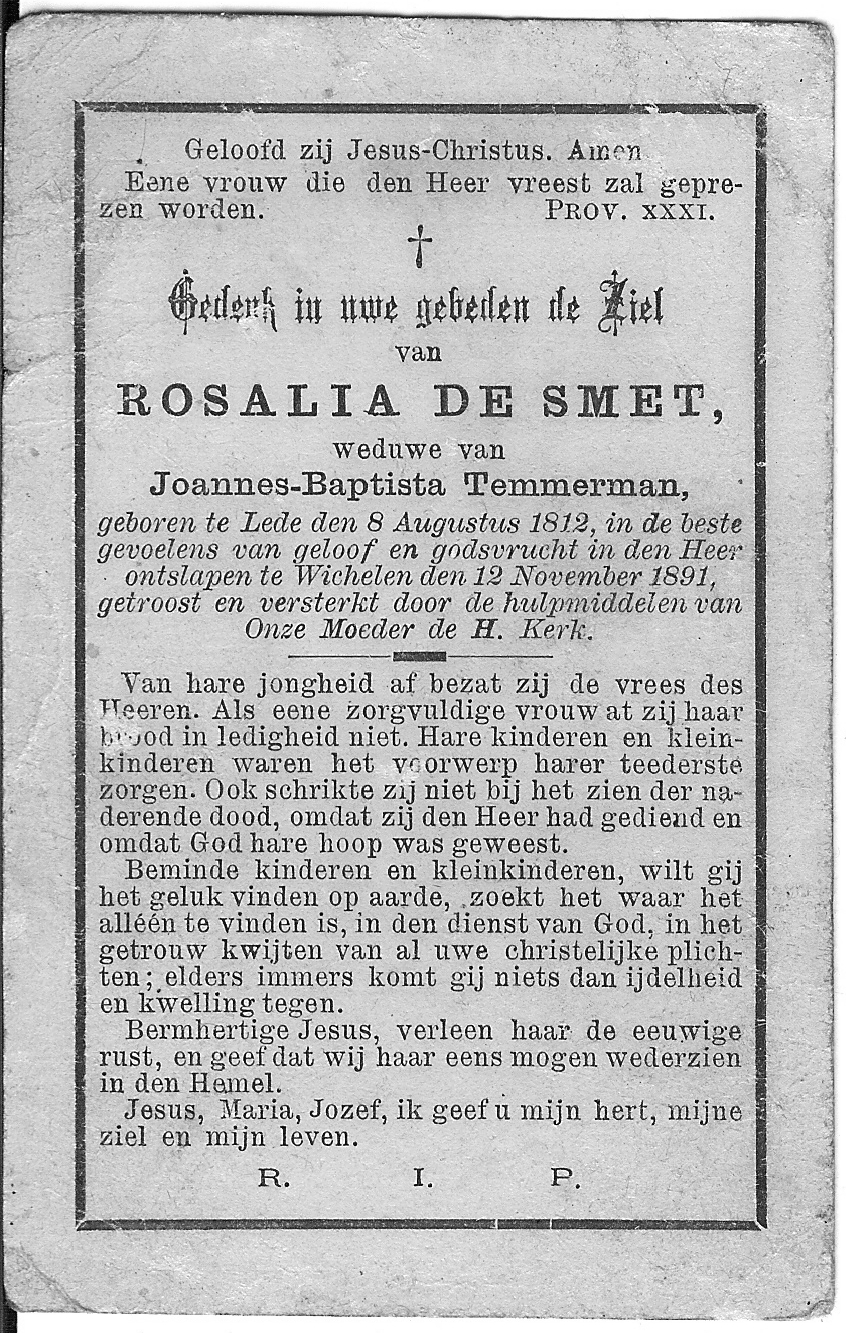 Geloofd zij Jesus-Christus. Amen
Eene vrouw die den Heer vreest zal gepre-
zen worden. PROV. XXXI.
†
Gedenk in uwe gebeden de Ziel
van
ROSALIA DE SMET,
weduwe van
Joannes-Baptista Temmerman,
geboren te Lede den 8 Augustus 1812, in de beste
gevoelens van geloof en godsvrucht in den Heer
ontslapen te Wichelen den 12 November 1891,
getroost en versterkt door de hulpmiddelen van
Onze Moeder de H. Kerk.
Van hare jongheid af bezat zij de vrees des
Heeren. Als eene zorgvuldige vrouw at zij haar
brood in ledigheid niet. Hare kinderen en klein-
kinderen waren het voorwerp harer teederste
zorgen. Ook schrikte zij niet bij het zien der na-
derende dood, omdat zij den Heer had gediend en
omdat God hare hoop was geweest.
Beminde kinderen en kleinkinderen, wilt gij
het geluk vinden op aarde, zoekt het waar het
alléén te vinden is, in den dienst van God, in het
getrouw kwijten van al uwe christelijke plich-
ten; elders immers komt gij niets dan ijdelheid
en kwelling tegen.
Bermhertige Jesus, verleen haar de eeuwige
rust, en geef dat wij haar eens mogen wederzien
in den Hemel.
Jesus, Maria, Jozef, ik geef u mijn hert, mijne
ziel en mijn leven.
R. I. P.